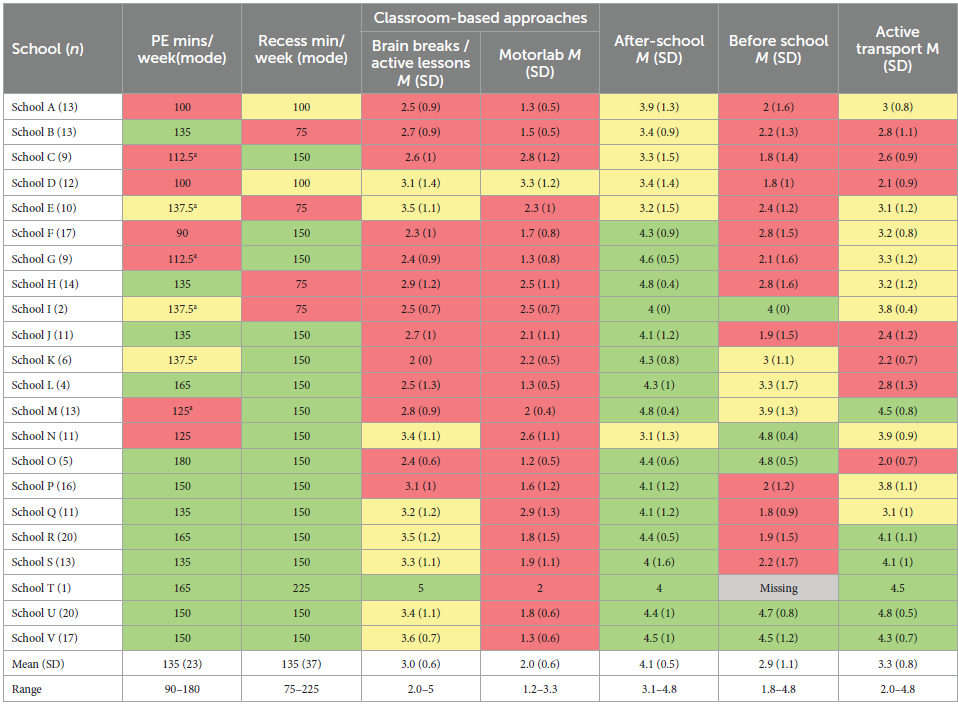 School (n) PE mins/ week(mode) Recess min/ week (mode) Classroom-based approaches After-school M (SD) Before school M (SD) Active transport M (SD)
Brain breaks / active lessons M (SD) Motorlab M (SD)
School A (13) 100 100 2.5 (0.9) 1.3 (0.5) 3.9 (1.3) 2 (1.6) 3 (0.8)
School B (13) 135 75 2.7 (0.9) 1.5 (0.5) 3.4 (0.9) 2.2 (1.3) 2.8 (1.1)
School C (9) 112.5ª 150 2.6 (1) 2.8 (1.2) 3.3 (1.5) 1.8 (1.4) 2.6 (0.9)
School D (12) 100 100 3.1 (1.4) 3.3 (1.2) 3.4 (1.4) 1.8 (1) 2.1 (0.9)
School E (10) 137.5ª 75 3.5 (1.1) 2.3 (1) 3.2 (1.5) 2.4 (1.2) 3.1 (1.2)
School F (17) 90 150 2.3 (1) 1.7 (0.8) 4.3 (0.9) 2.8 (1.5) 3.2 (0.8)
School G (9) 112.5ª 150 2.4 (0.9) 1.3 (0.8) 4.6 (0.5) 2.1 (1.6) 3.3 (1.2)
School H (14) 135 75 2.9 (1.2) 2.5 (1.1) 4.8 (0.4) 2.8 (1.6) 3.2 (1.2)
School I (2) 137.5ª 75 2.5 (0.7) 2.5 (0.7) 4 (0) 4 (0) 3.8 (0.4)
School J (11) 135 150 2.7 (1) 2.1 (1.1) 4.1 (1.2) 1.9 (1.5) 2.4 (1.2)
School K (6) 137.5ª 150 2 (0) 2.2 (0.5) 4.3 (0.8) 3 (1.1) 2.2 (0.7)
School L (4) 165 150 2.5 (1.3) 1.3 (0.5) 4.3 (1) 3.3 (1.7) 2.8 (1.3)
School M (13) 125ª 150 2.8 (0.9) 2 (0.4) 4.8 (0.4) 3.9 (1.3) 4.5 (0.8)
School N (11) 125 150 3.4 (1.1) 2.6 (1.1) 3.1 (1.3) 4.8 (0.4) 3.9 (0.9)
School O (5) 180 150 2.4 (0.6) 1.2 (0.5) 4.4 (0.6) 4.8 (0.5) 2.0 (0.7)
School P (16) 150 150 3.1 (1) 1.6 (1.2) 4.1 (1.2) 2 (1.2) 3.8 (1.1)
School Q (11) 135 150 3.2 (1.2) 2.9 (1.3) 4.1 (1.2) 1.8 (0.9) 3.1 (1)
School R (20) 165 150 3.5 (1.2) 1.8 (1.5) 4.4 (0.5) 1.9 (1.5) 4.1 (1.1)
School S (13) 135 150 3.3 (1.1) 1.9 (1.1) 4 (1.6) 2.2 (1.7) 4.1 (1)
School T (1) 165 225 5 2 4 Missing 4.5
School U (20) 150 150 3.4 (1.1) 1.8 (0.6) 4.4 (1) 4.7 (0.8) 4.8 (0.5)
School V (17) 150 150 3.6 (0.7) 1.3 (0.6) 4.5 (1) 4.5 (1.2) 4.3 (0.7)
Mean (SD) 135 (23) 135 (37) 3.0 (0.6) 2.0 (0.6) 4.1 (0.5) 2.9 (1.1) 3.3 (0.8)
Range 90–180 75–225 2.0–5 1.2–3.3 3.1–4.8 1.8–4.8 2.0–4.8